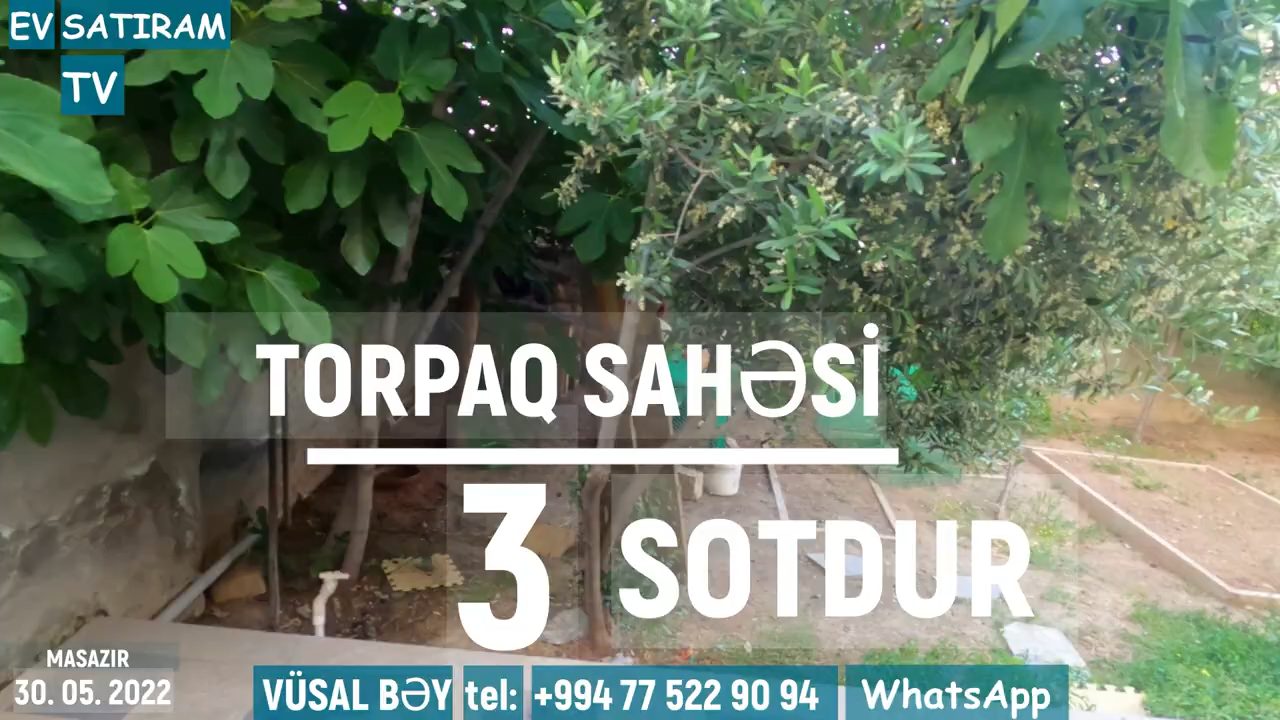 EV SATIRAM
TV
TORPAQ SAHƏSİ
3 SOTDUR
MASAZIR
30. 05. 2022
VÜSAL BƏY tel: +994 77 522 90 94 WhatsApp